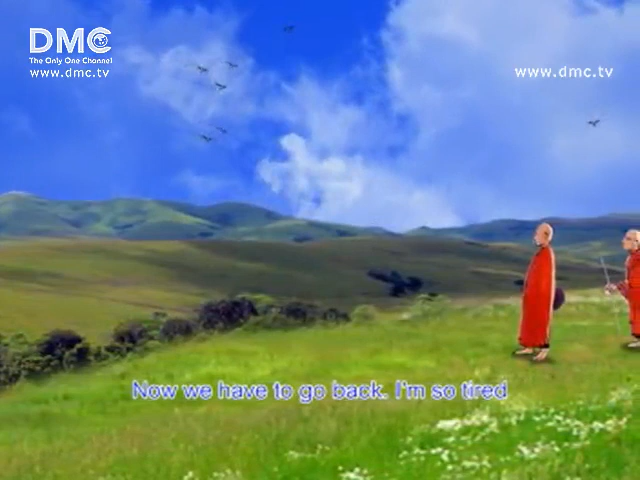 DMC
The Only One Channel
www.dmc.tv
www.dmc.tv
Now we have to go back. I'm so tired